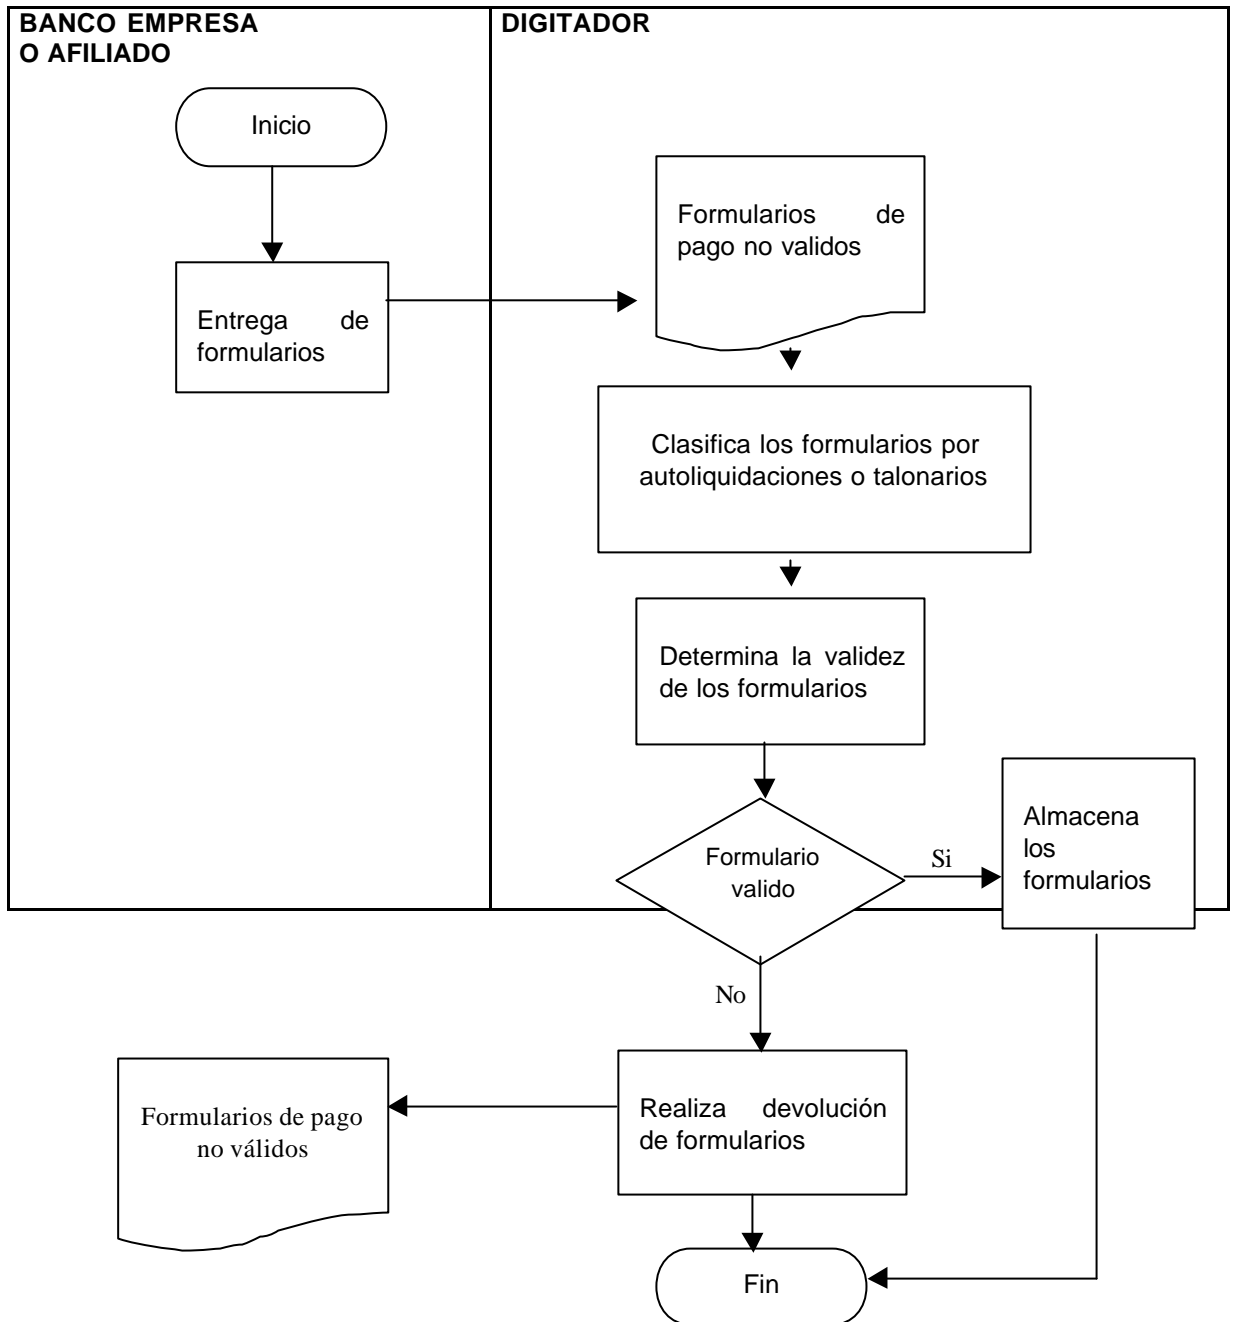 BANCO EMPRESA
O AFILIADO
DIGITADOR
Inicio
Formularios de
pago no validos
Entrega de
formularios
Clasifica los formularios por
autoliquidaciones o talonarios
Determina la validez
de los formularios
Formulario
valido
Si
Almacena
los
formularios
No
Formularios de pago
no válidos
Realiza devolución
de formularios
Fin